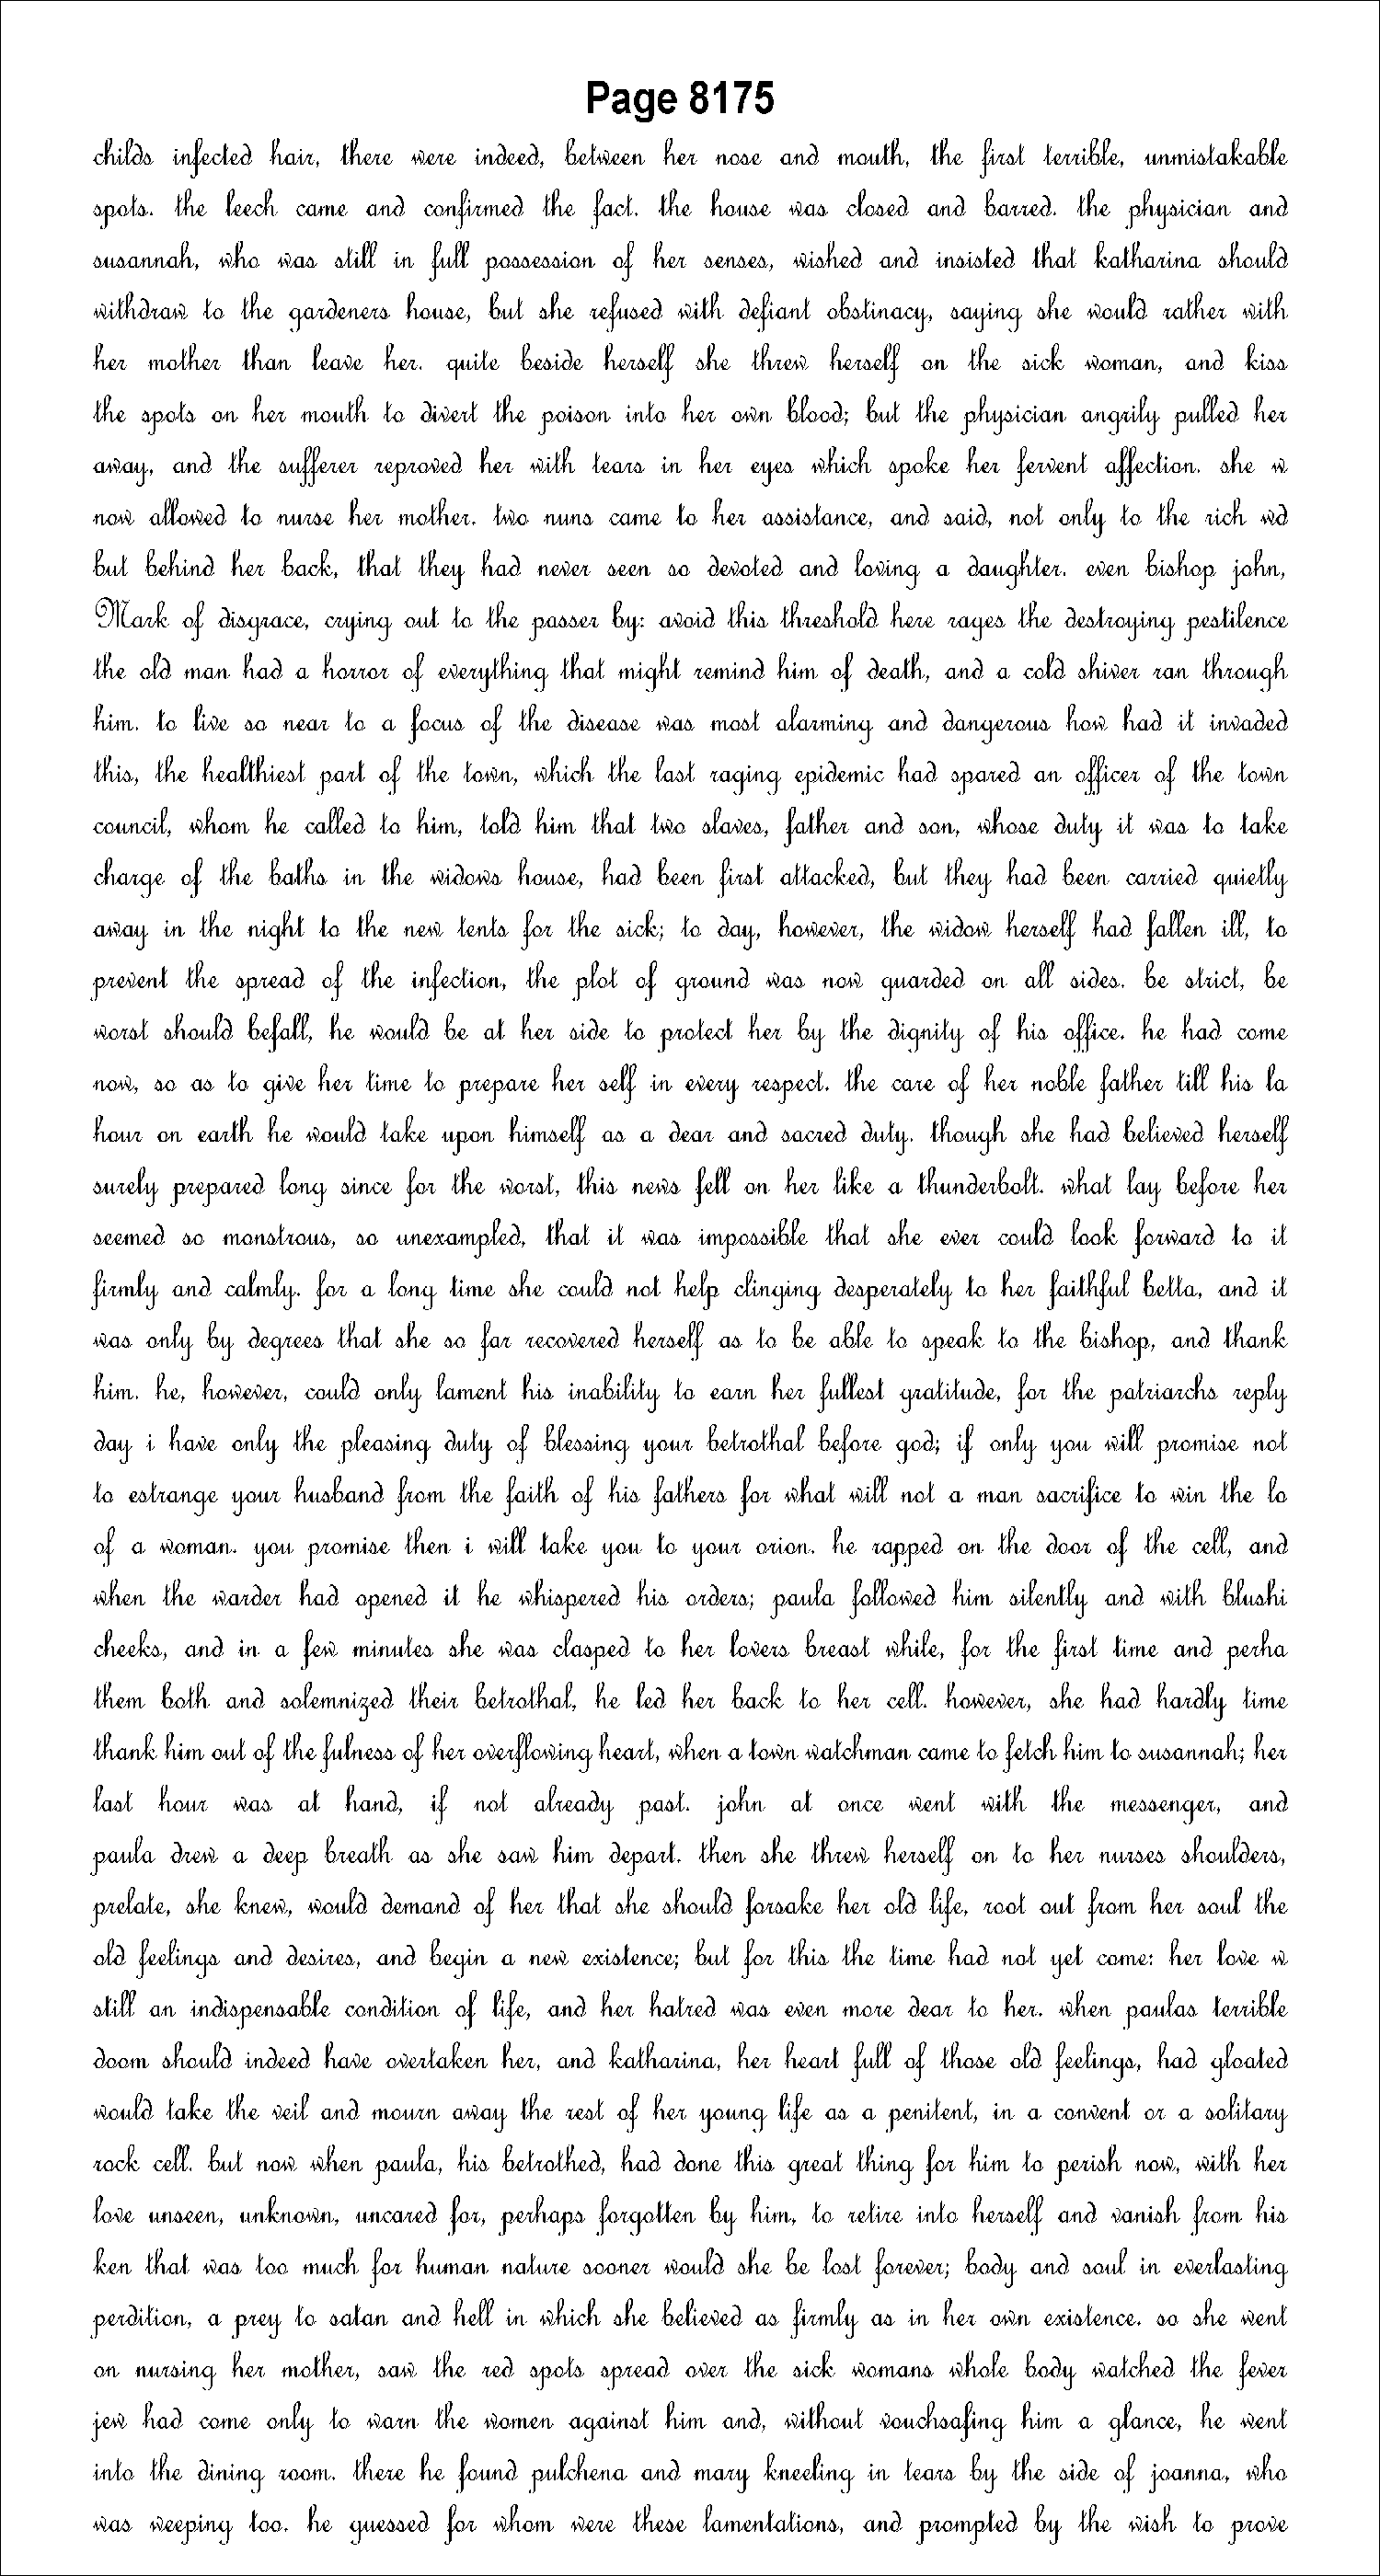 Page 8175
childs infected hair, there were indeed, between her nose and mouth, the first terrible, unmistakable
spots. the leech came and confirmed the fact. the house was closed and barred. the physician and
susannah, who was still in full possession of her senses, wished and insisted that katharina should
withdraw to the gardeners house, but she refused with defiant obstinacy, saying she would rather with
her mother than leave her. quite beside herself she threw herself on the sick woman, and kiss
the spots on her mouth to divert the poison into her own blood; but the physician angrily pulled her
away, and the sufferer reproved her with tears in her eyes which spoke her fervent affection. she w
now allowed to nurse her mother. two nuns came to her assistance, and said, not only to the rich wd
but behind her back, that they had never seen so devoted and loving a daughter. even bishop john,
Mark of disgrace, crying out to the passer by: avoid this threshold here rages the destroying pestilence
the old man had a horror of everything that might remind him of death, and a cold shiver ran through
him. to live so near to a focus of the disease was most alarming and dangerous how had it invaded
this, the healthiest part of the town, which the last raging epidemic had spared an officer of the town
council, whom he called to him, told him that two slaves, father and son, whose duty it was to take
charge of the baths in the widows house, had been first attacked, but they had been carried quietly
away in the night to the new tents for the sick; to day, however, the widow herself had fallen ill, to
prevent the spread of the infection, the plot of ground was now guarded on all sides. be strict, be
worst should befall, he would be at her side to protect her by the dignity of his office. he had come
now, so as to give her time to prepare her self in every respect. the care of her noble father till his la
hour on earth he would take upon himself as a dear and sacred duty. though she had believed herself
surely prepared long since for the worst, this news fell on her like a thunderbolt. what lay before her
seemed so monstrous, so unexampled, that it was impossible that she ever could look forward to it
firmly and calmly. for a long time she could not help clinging desperately to her faithful betta, and it
was only by degrees that she so far recovered herself as to be able to speak to the bishop, and thank
him. he, however, could only lament his inability to earn her fullest gratitude, for the patriarchs reply
day i have only the pleasing duty of blessing your betrothal before god; if only you will promise not
to estrange your husband from the faith of his fathers for what will not a man sacrifice to win the lo
of a woman. you promise then i will take you to your orion. he rapped on the door of the cell, and
when the warder had opened it he whispered his orders; paula followed him silently and with blushi
cheeks, and in a few minutes she was clasped to her lovers breast while, for the first time and perha
them both and solemnized their betrothal, he led her back to her cell. however, she had hardly time
thank him out of the fulness of her overflowing heart, when a town watchman came to fetch him to susannah; her
last hour was at hand, if not already past. john at once went with the messenger, and
paula drew a deep breath as she saw him depart. then she threw herself on to her nurses shoulders,
prelate, she knew, would demand of her that she should forsake her old life, root out from her soul the
old feelings and desires, and begin a new existence; but for this the time had not yet come: her love w
still an indispensable condition of life, and her hatred was even more dear to her. when paulas terrible
doom should indeed have overtaken her, and katharina, her heart full of those old feelings, had gloated
would take the veil and mourn away the rest of her young life as a penitent, in a convent or a solitary
rock cell. but now when paula, his betrothed, had done this great thing for him to perish now, with her
love unseen, unknown, uncared for, perhaps forgotten by him, to retire into herself and vanish from his
ken that was too much for human nature sooner would she be lost forever; body and soul in everlasting
perdition, a prey to satan and hell in which she believed as firmly as in her own existence. so she went
on nursing her mother, saw the red spots spread over the sick womans whole body watched the fever
jew had come only to warn the women against him and, without vouchsafing him a glance, he went
into the dining room. there he found pulchena and mary kneeling in tears by the side of joanna, who
was weeping too. he guessed for whom were these lamentations, and prompted by the wish to prove